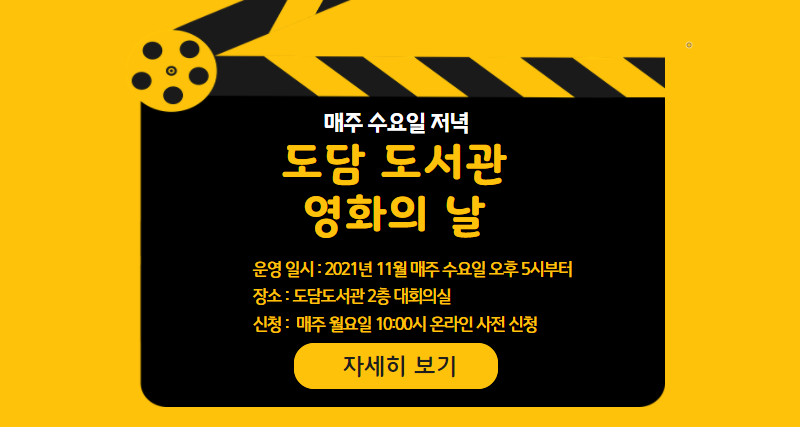 매주 수요일 저녁
도담 도서관
영화의 날
운영 일시 : 2021년 11월 매주 수요일 오후 5시부터
장소 : 도담도서관 2층 대회의실
신청 : 매주 월요일 10:00시 온라인 사전 신청
자세히 보기